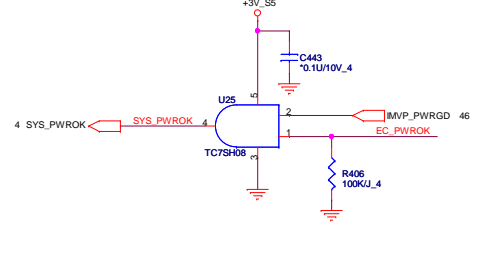 +3V_S5
C443
*0.1U/10V_4
5
U25
2
IMVP_PWRGD 46
4 SYS_PWROK
SYS_PWROK
4
1
EC_PWROK
TC7SH08
3
R406
100K/J_4